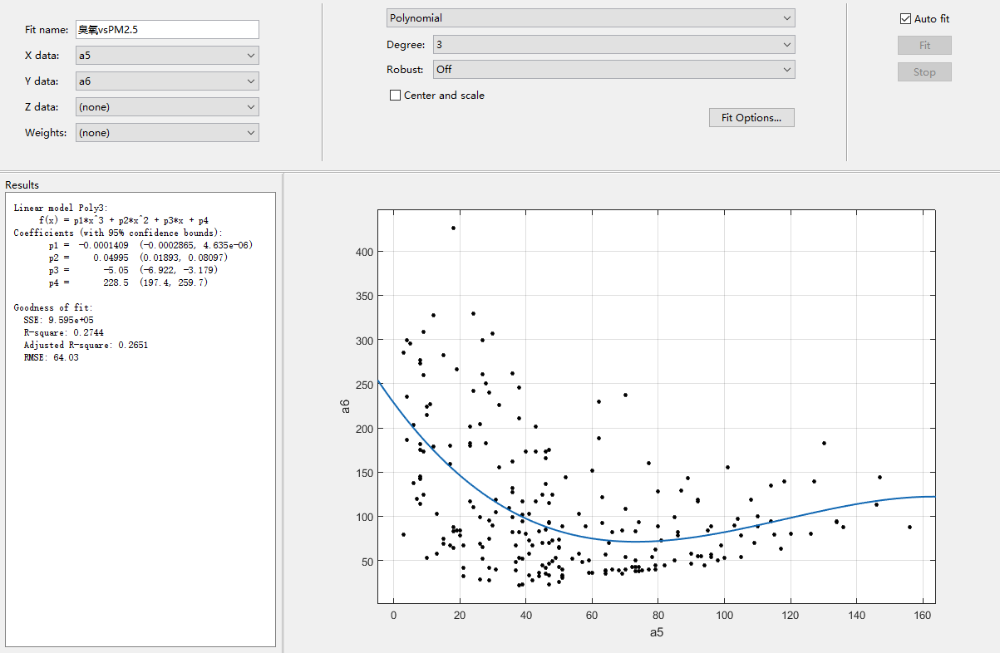 Fit name: 臭氧vsPM2.5
X data: a5
Y data: a6
Z data: (none)
Weights: (none)
Polynomial
Degree: 3
Robust: Off
Center and scale
Fit Options...
Auto fit
Fit
Stop
Results
Linear model Poly3:
f(x) = p1*x^3 + p2*x^2 + p3*x + p4
Coefficients (with 95% confidence bounds):
p1 = -0.0001409 (-0.0002865, 4.635e-06)
p2 = 0.04995 (0.01893, 0.08097)
p3 = -5.05 (-6.922, -3.179)
p4 = 228.5 (197.4, 259.7)
Goodness of fit:
SSE: 9.595e+05
R-square: 0.2744
Adjusted R-square: 0.2651
RMSE: 64.03
400
350
300
250
200
150
100
50
a6
0 20 40 60 80 100 120 140 160
a5